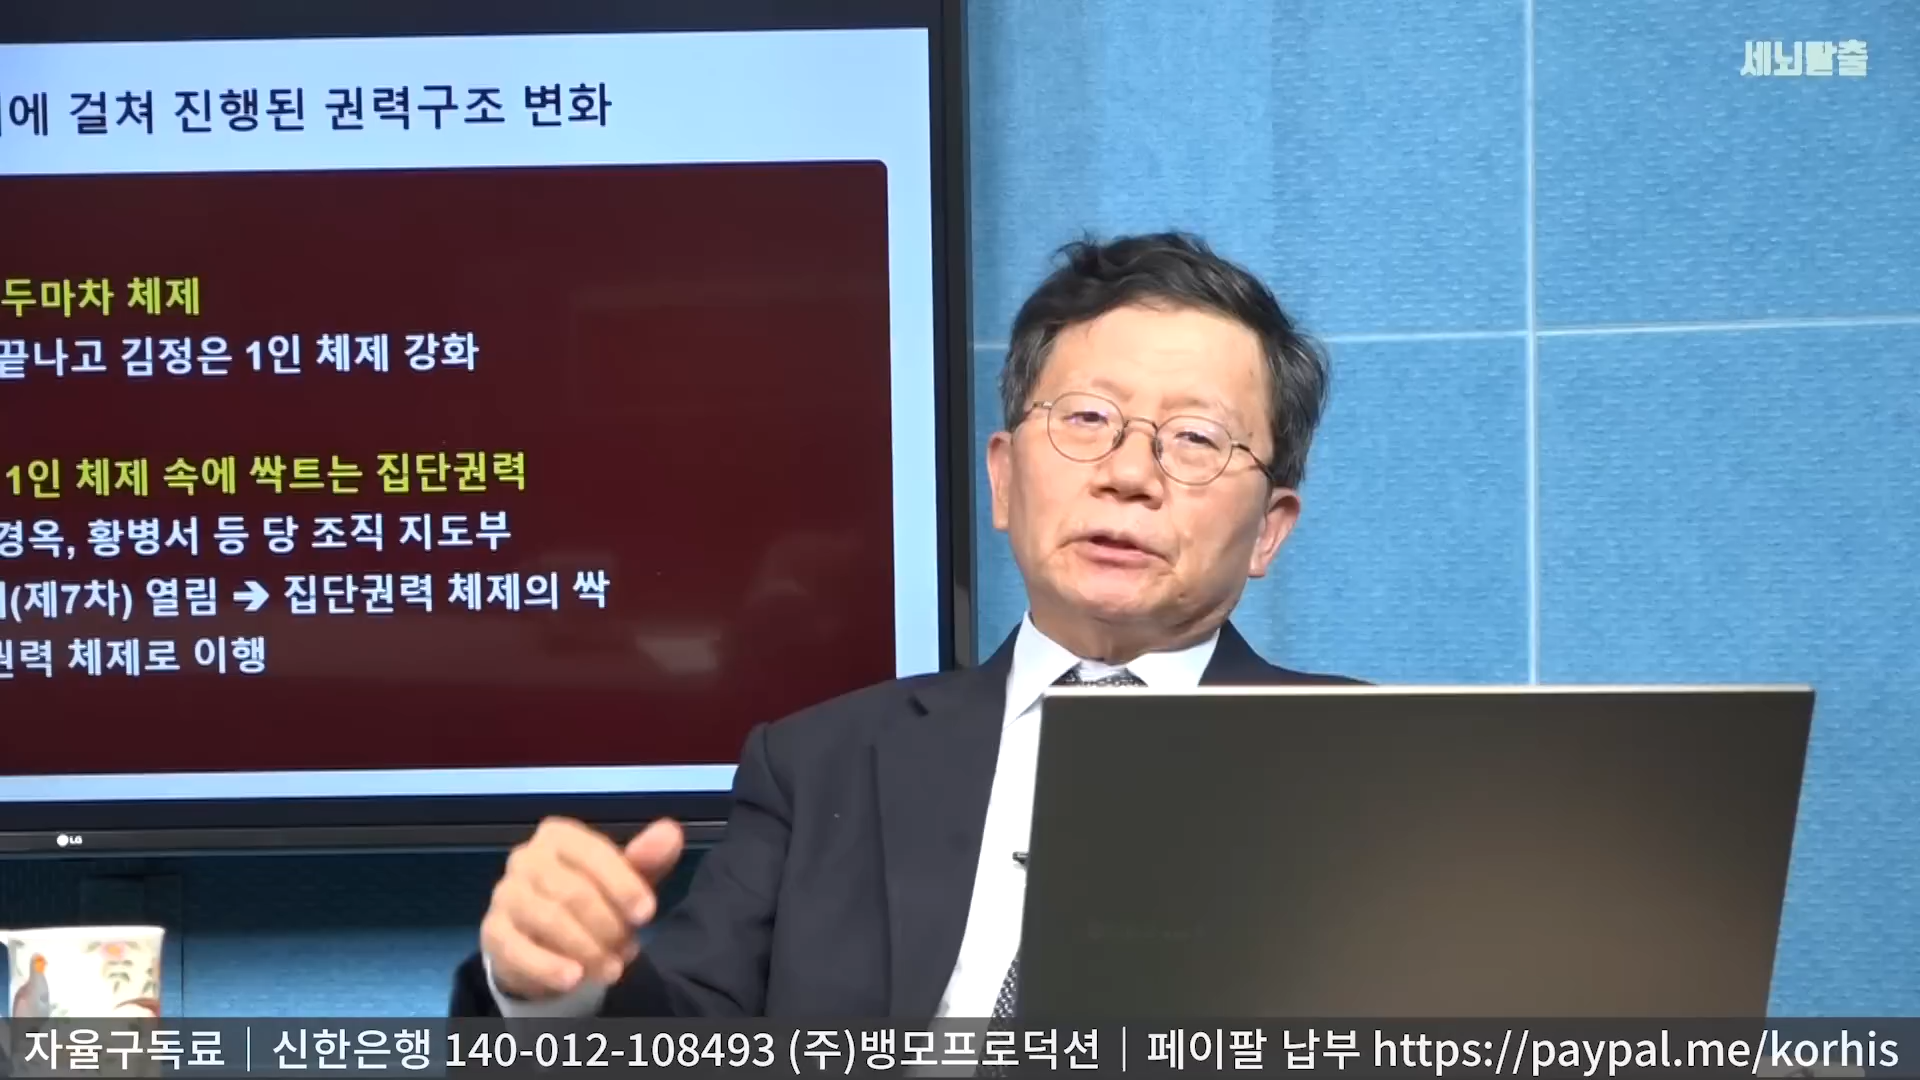 세뇌탈출
에 걸쳐 진행된 권력구조 변화
두마차 체제
끝나고 김정은 1인 체제 강화
1인 체제 속에 싹트는 집단권력
경옥, 황병서 등 당 조직 지도부
(제7차) 열림 ➔ 집단권력 체제의 싹
권력 체제로 이행
LG
자율구독료 | 신한은행 140-012-108493 (주)뱅모프로덕션 | 페이팔 납부 https://paypal.me/korhis